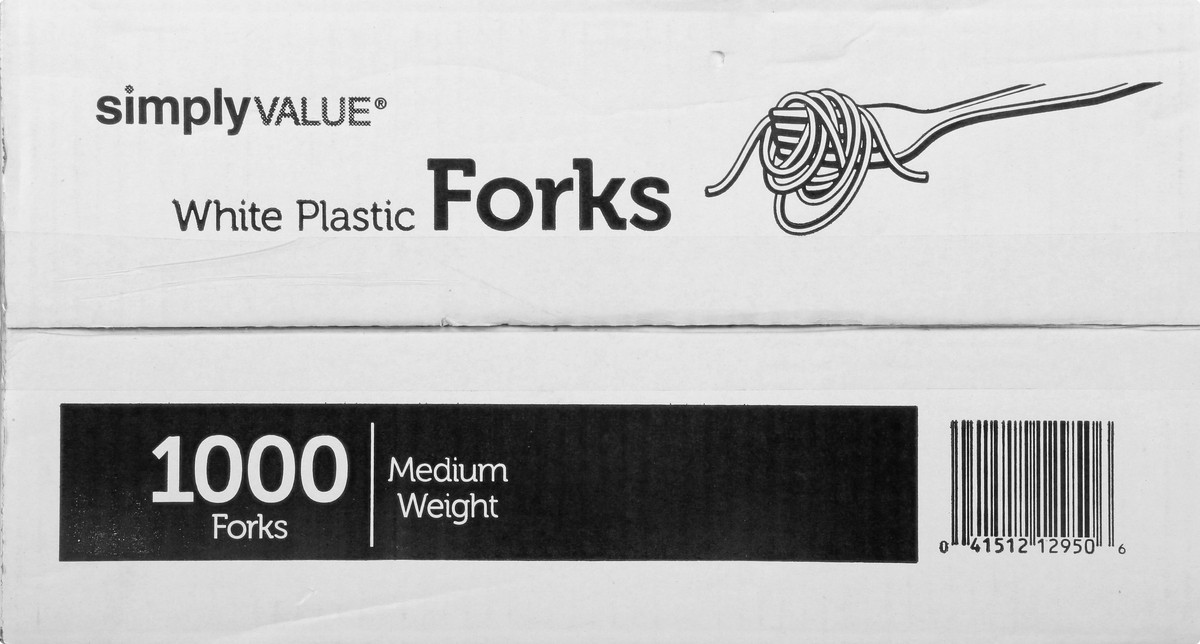 simplyVALUE®
White Plastic Forks
1000
Forks
Medium
Weight
0 41512 12950 6